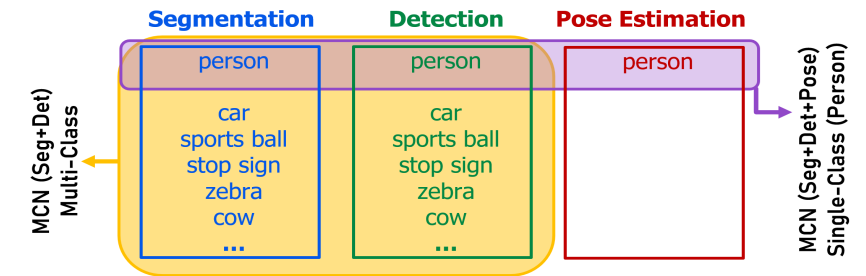 Segmentation
Detection
Pose Estimation
person
person
person
car
sports ball
stop sign
zebra
cow
...
car
sports ball
stop sign
zebra
cow
...
MCN (Seg+Det)
Multi-Class
MCN (Seg+Det+Pose)
Single-Class (Person)